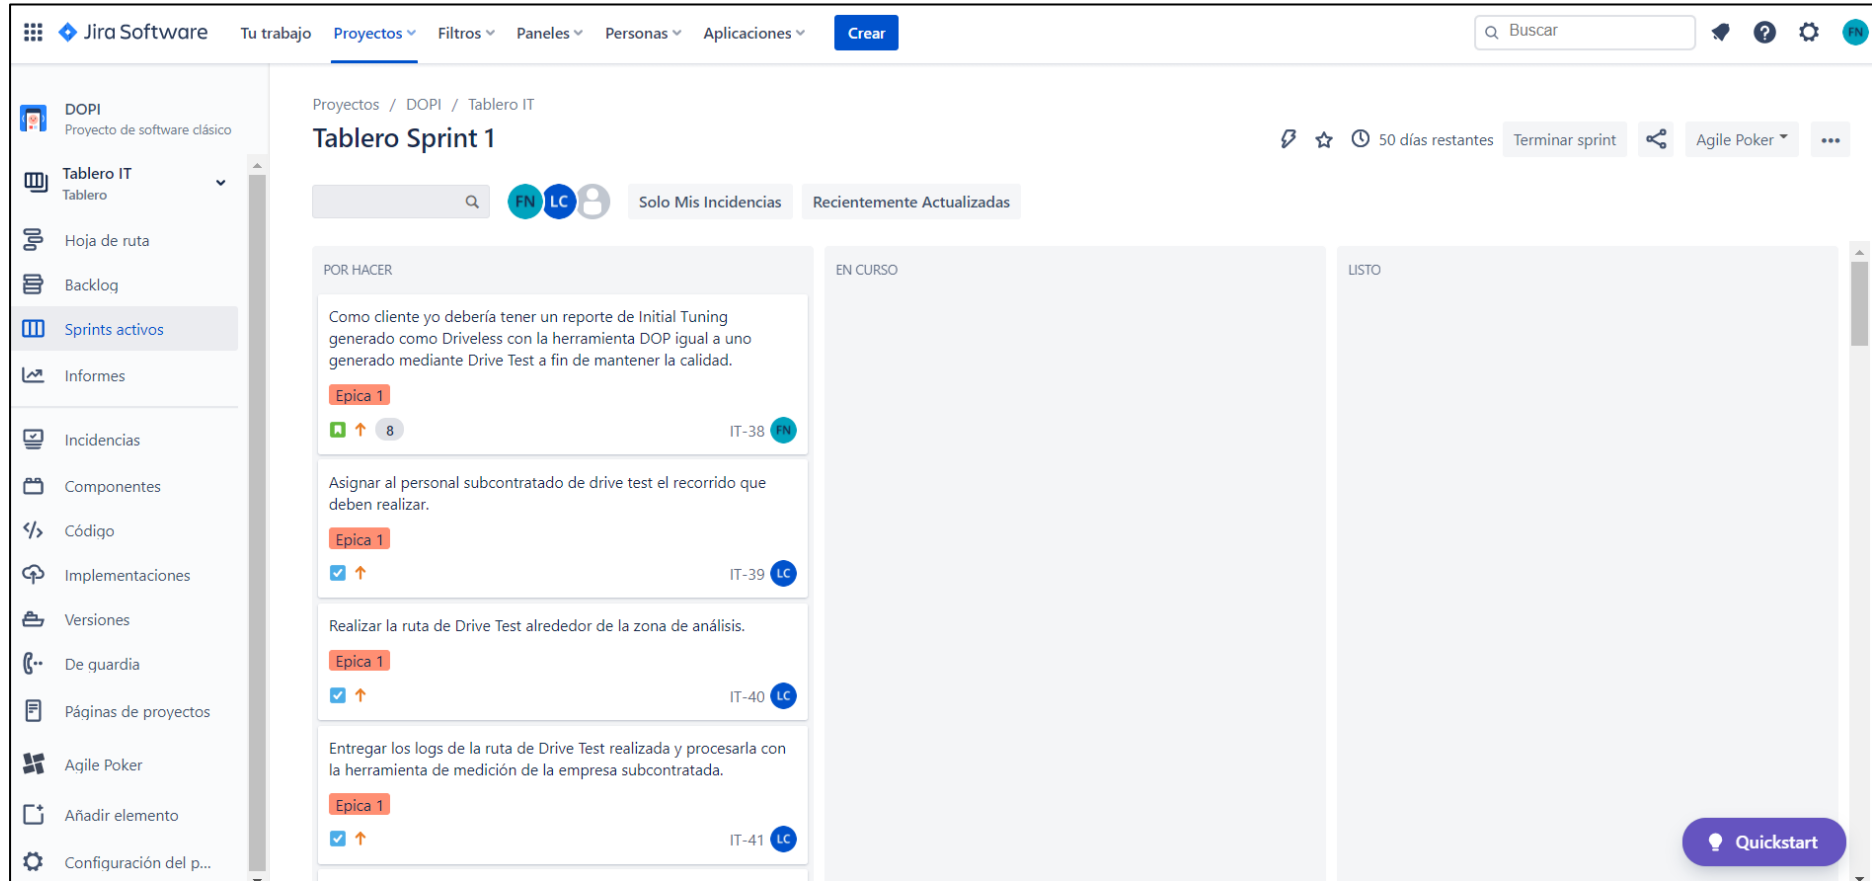 Jira Software Tu trabajo Proyectos Filtros Paneles Personas Aplicaciones Crear Buscar FN
DOPI
Proyecto de software clásico
Tablero IT
Tablero
Hoja de ruta
Backlog
Sprints activos
Informes
Incidencias
Componentes
Código
Implementaciones
Versiones
De guardia
Páginas de proyectos
Agile Poker
Añadir elemento
Configuración del p...
Proyectos / DOPI / Tablero IT
Tablero Sprint 1
50 días restantes Terminar sprint Agile Poker
FN LC Solo Mis Incidencias Recientemente Actualizadas
POR HACER EN CURSO LISTO
Como cliente yo debería tener un reporte de Initial Tuning
generado como Driveless con la herramienta DOP igual a uno
generado mediante Drive Test a fin de mantener la calidad.
Epica 1
8 IT-38 FN
Asignar al personal subcontratado de drive test el recorrido que
deben realizar.
Epica 1
IT-39 LC
Realizar la ruta de Drive Test alrededor de la zona de análisis.
Epica 1
IT-40 LC
Entregar los logs de la ruta de Drive Test realizada y procesarla con
la herramienta de medición de la empresa subcontratada.
Epica 1
IT-41 LC
Quickstart